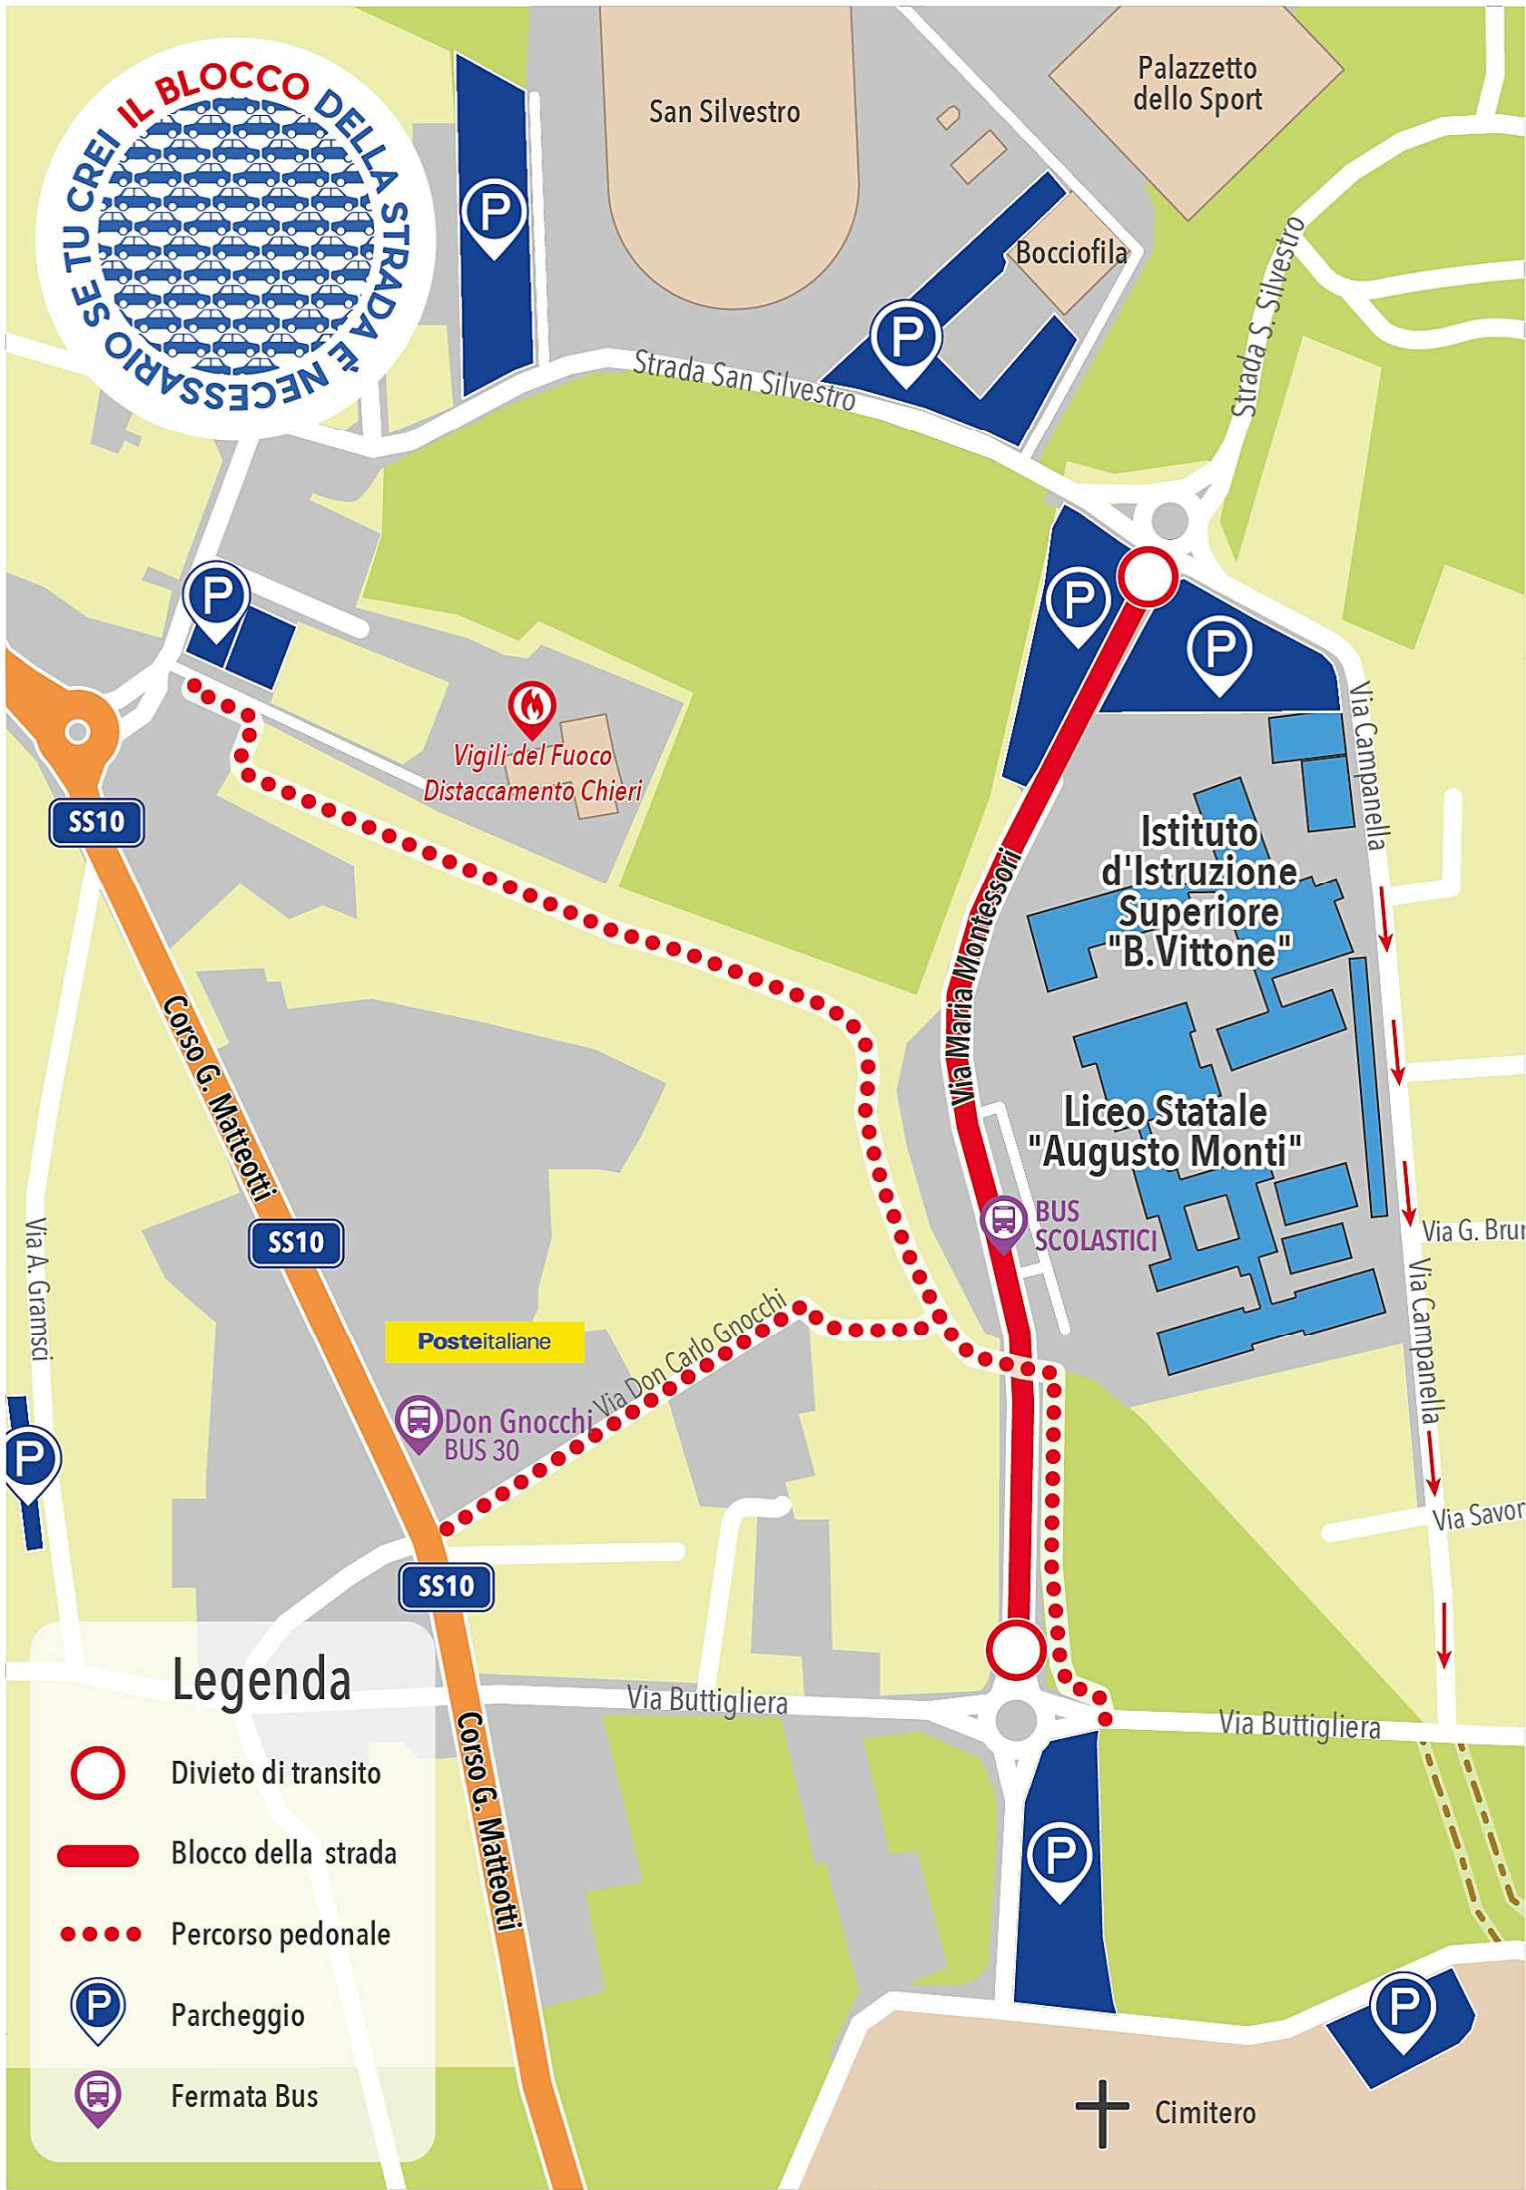 SE TU CREI IL BLOCCO DELLA STRADA È NECESSARIO
San Silvestro
Palazzetto
dello Sport
P
Bocciofila
P
Strada San Silvestro
Strada S. Silvestro
P
P
P
Via Campanella
Vigili del Fuoco
Distaccamento Chieri
SS10
Istituto
d'Istruzione
Superiore
"B.Vittone"
Via Maria Montessori
Corso G. Matteotti
Liceo Statale
"Augusto Monti"
BUS
SCOLASTICI
SS10
Via A. Gramsci
Via G. Brun
Via Campanella
Posteitaliane
Via Don Carlo Gnocchi
Don Gnocchi
BUS 30
P
Via Savon
SS10
Via Buttigliera
Via Buttigliera
Corso G. Matteotti
P
P
Cimitero
Legenda
Divieto di transito
Blocco della strada
Percorso pedonale
P
Parcheggio
Fermata Bus